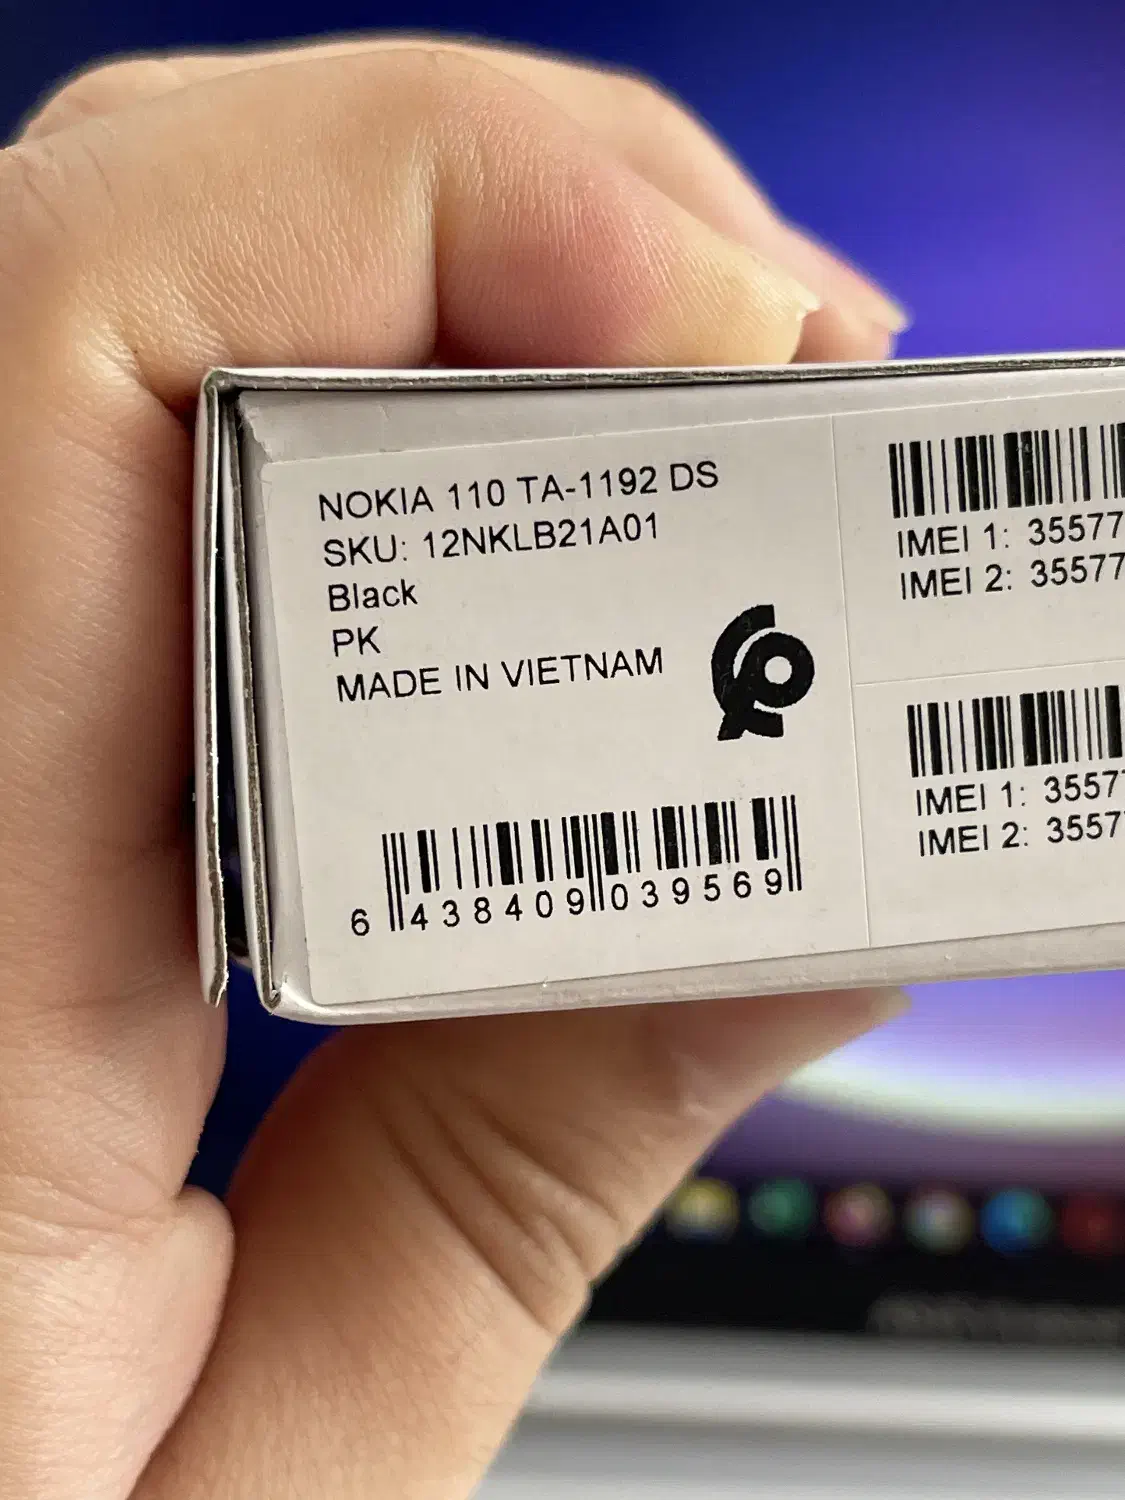 NOKIA 110 TA-1192 DS
SKU: 12NKLB21A01
Black
PK
MADE IN VIETNAM
6 438409 039569
IMEI 1: 35577
IMEI 2: 35577
IMEI 1: 3557
IMEI 2: 3557